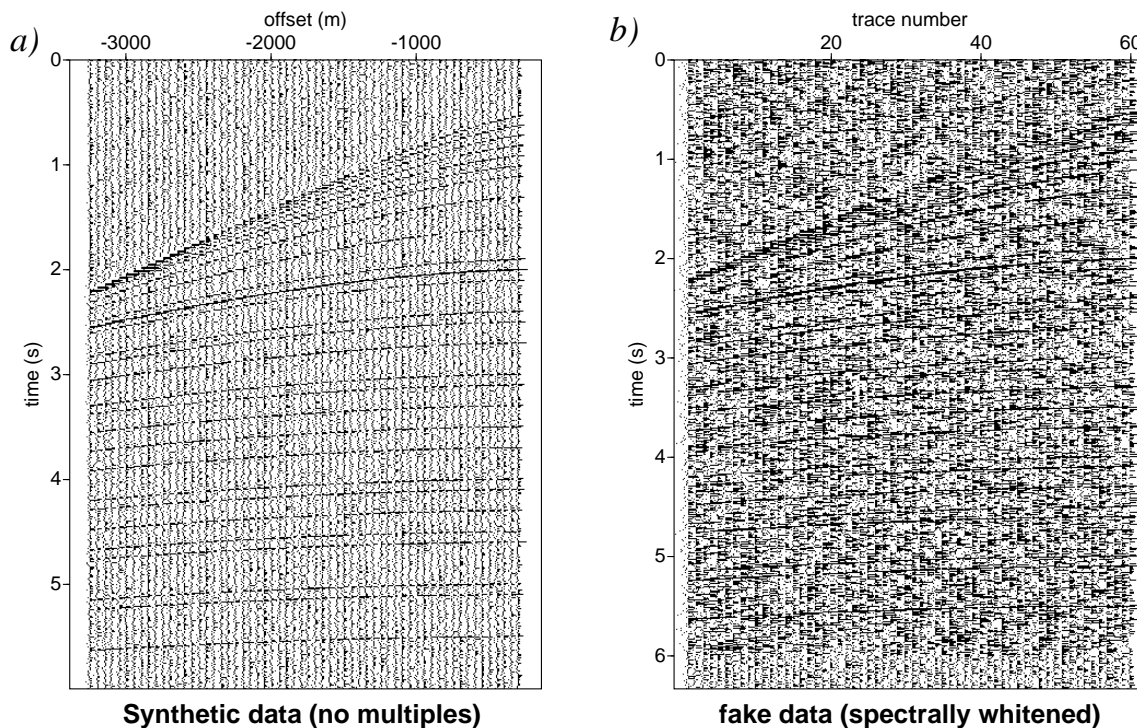 a)
offset (m)
-3000 -2000 -1000
0
1
2
3
4
5
time (s)
Synthetic data (no multiples)
b)
trace number
20 40 60
0
1
2
3
4
5
6
time (s)
fake data (spectrally whitened)